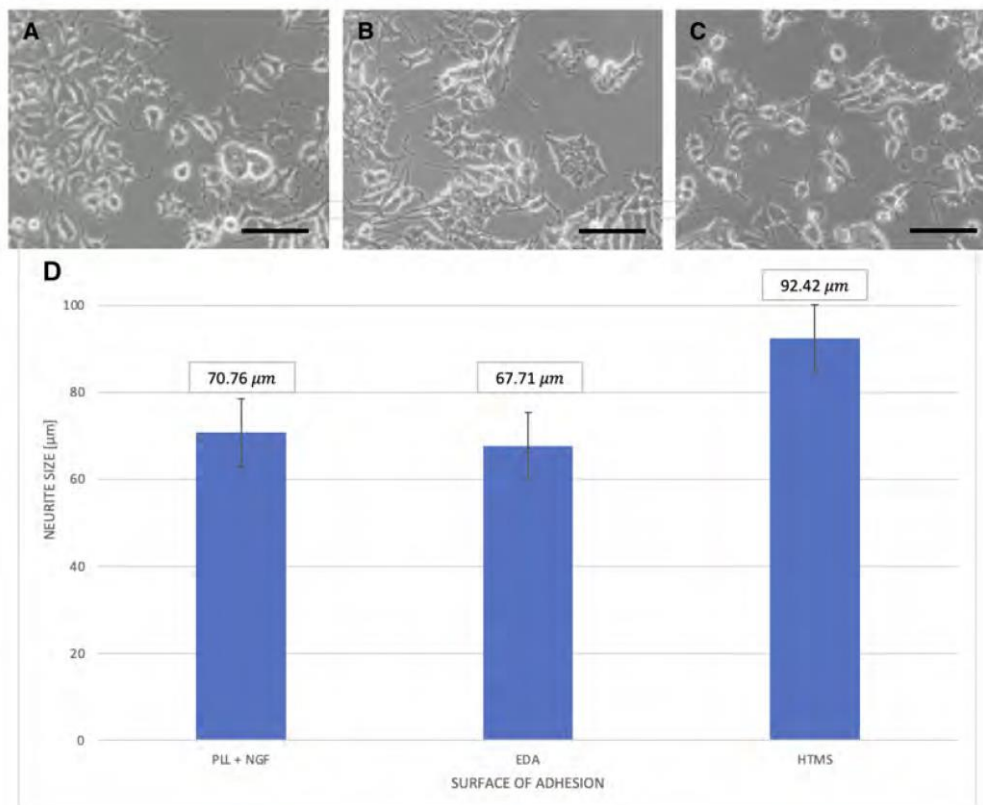 A
B
C
D
92.42 μm
100
70.76 μm
67.71 μm
80
60
40
20
0
NEURITE SIZE [μm]
PLL + NGF
EDA
HTMS
SURFACE OF ADHESION